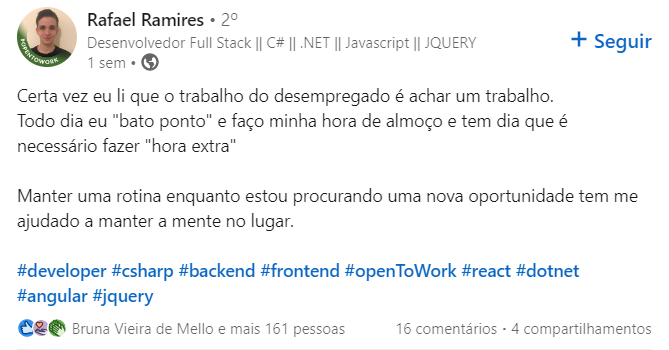 Rafael Ramires • 2º
Desenvolvedor Full Stack || C# || .NET || Javascript || JQUERY
+ Seguir
1 sem •
#OPENTOWORK
Certa vez eu li que o trabalho do desempregado é achar um trabalho.
Todo dia eu "bato ponto" e faço minha hora de almoço e tem dia que é
necessário fazer "hora extra"
Manter uma rotina enquanto estou procurando uma nova oportunidade tem me
ajudado a manter a mente no lugar.
#developer #csharp #backend #frontend #openToWork #react #dotnet
#angular #jquery
Bruna Vieira de Mello e mais 161 pessoas
16 comentários • 4 compartilhamentos